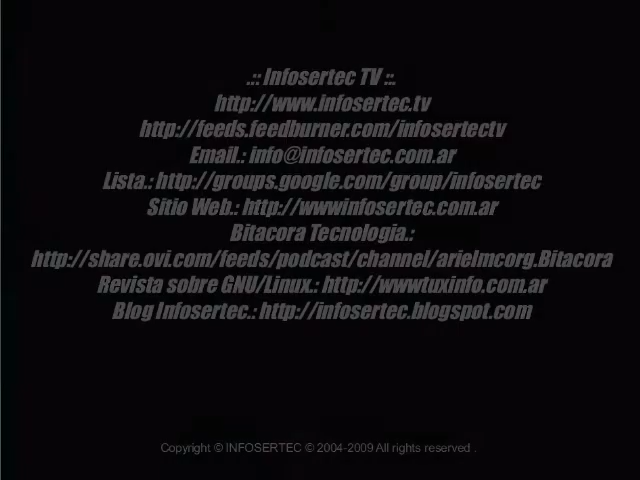 .:: Infosertec TV ::.
http://www.infosertec.tv
http://feeds.feedburner.com/infosertectv
Email.: info@infosertec.com.ar
Lista.: http://groups.google.com/group/infosertec
Sitio Web.: http://wwwinfosertec.com.ar
Bitacora Tecnologia.:
http://share.ovi.com/feeds/podcast/channel/arielmcorg.Bitacora
Revista sobre GNU/Linux.: http://wwwtuxinfo.com.ar
Blog Infosertec.: http://infosertec.blogspot.com
Copyright © INFOSERTEC © 2004-2009 All rights reserved .